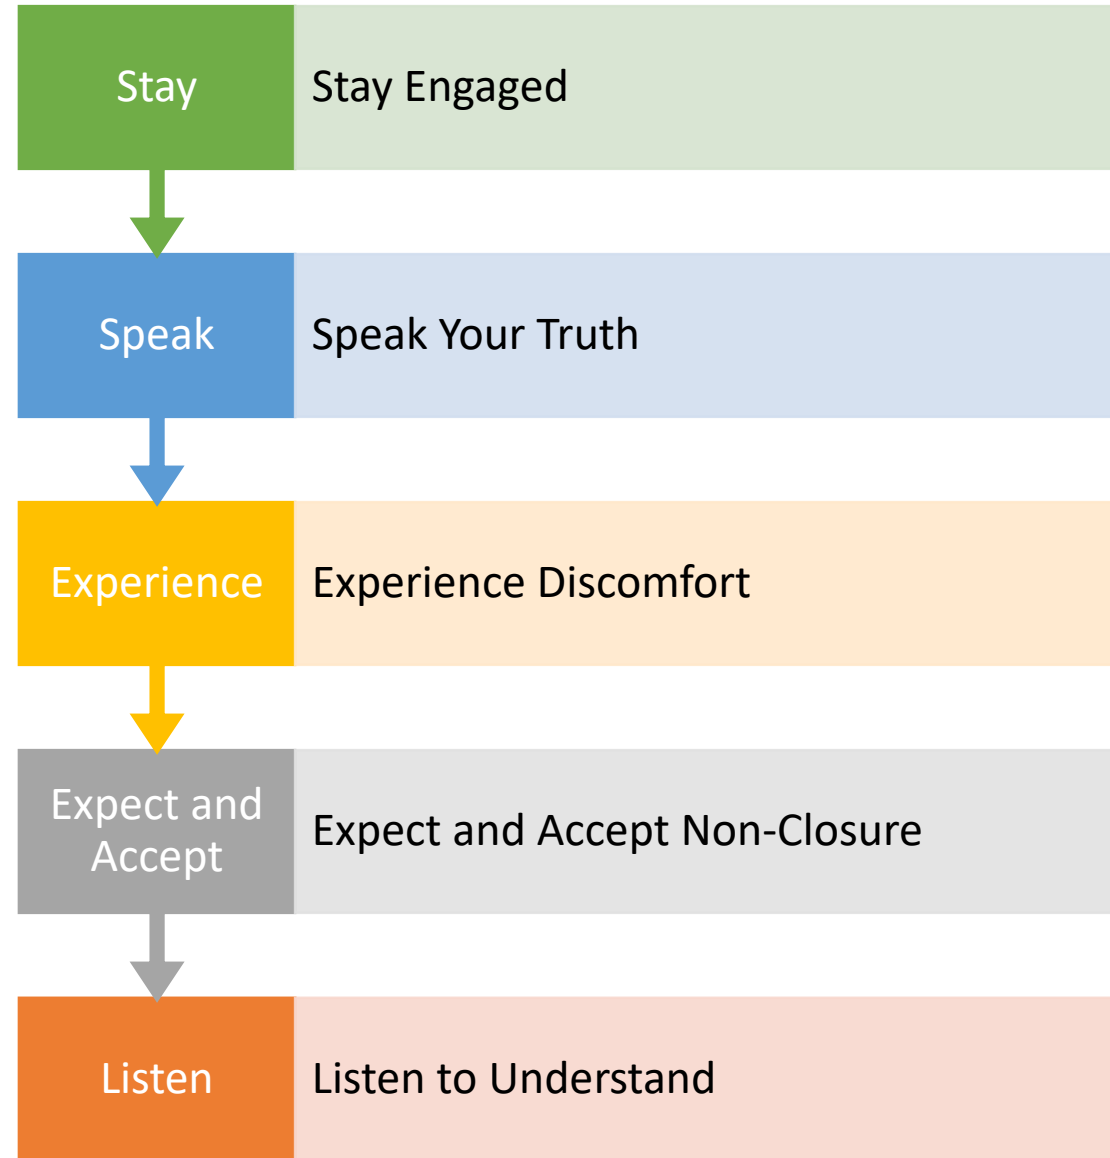 Stay
Stay Engaged
Speak
Speak Your Truth
Experience
Experience Discomfort
Expect and
Accept
Expect and Accept Non-Closure
Listen
Listen to Understand